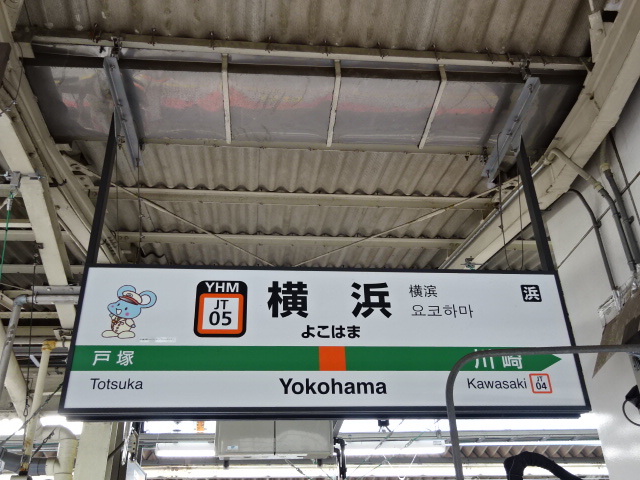 YHM
JT
05
横浜
よこはま
横滨
요코하마
浜
戸塚
川崎
Totsuka
Yokohama
Kawasaki
JT
04